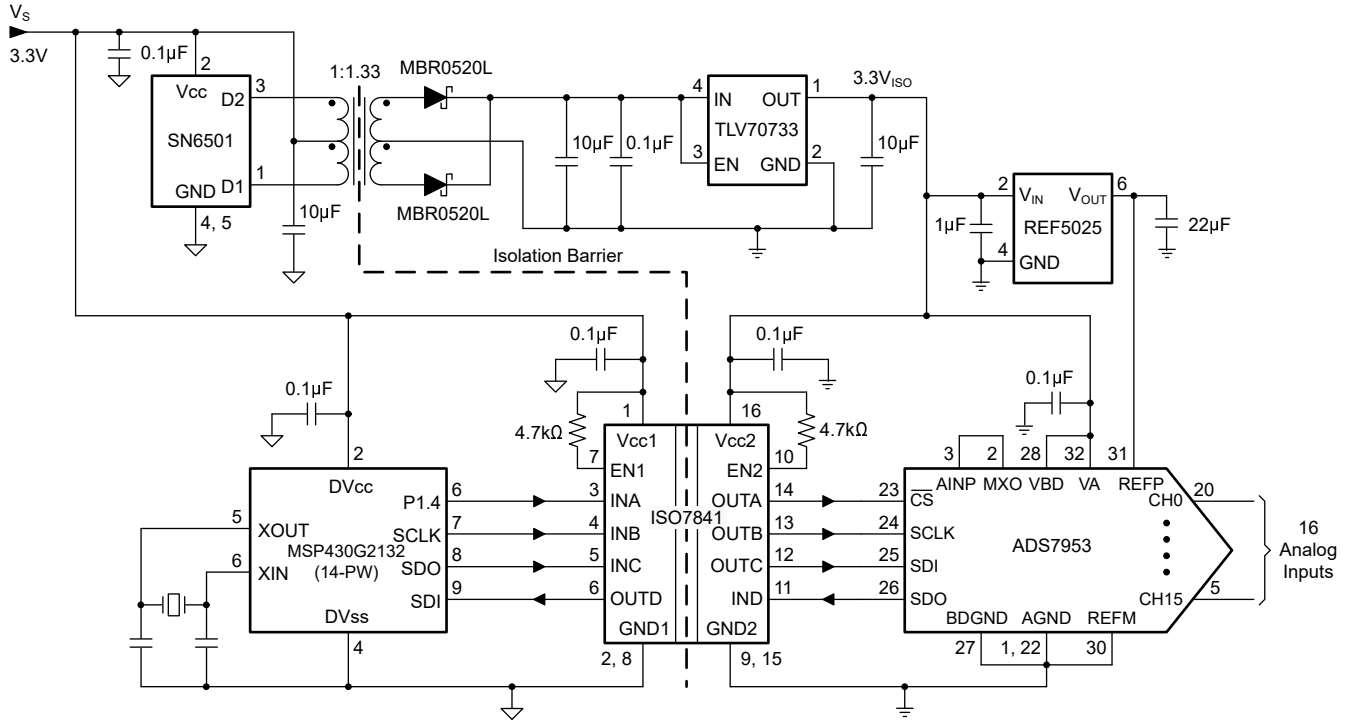 VS
3.3V
0.1µF
2
Vcc
D2
3
SN6501
GND
D1
1
4, 5
10µF
1:1.33
MBR0520L
MBR0520L
10µF
0.1µF
4
IN
OUT
1
TLV70733
3
EN
GND
2
3.3VISO
10µF
2
VIN
VOUT
6
REF5025
1µF
4
GND
22µF
Isolation Barrier
0.1µF
0.1µF
0.1µF
0.1µF
4.7kΩ
1
16
4.7kΩ
Vcc1
Vcc2
7
EN1
EN2
10
3
INA
OUTA
14
4
INB
OUTB
13
ISO7841
5
INC
OUTC
12
6
OUTD
IND
11
GND1
GND2
2, 8
9, 15
2
DVcc
P1.4
6
5
XOUT
SCLK
7
MSP430G2132
(14-PW)
SDO
8
6
XIN
SDI
9
DVss
4
3
2
28
32
31
AINP
MXO
VBD
VA
REFP
23
CS
CH0
20
24
SCLK
ADS7953
25
SDI
26
SDO
CH15
5
16
Analog
Inputs
BDGND
AGND
REFM
27
1, 22
30